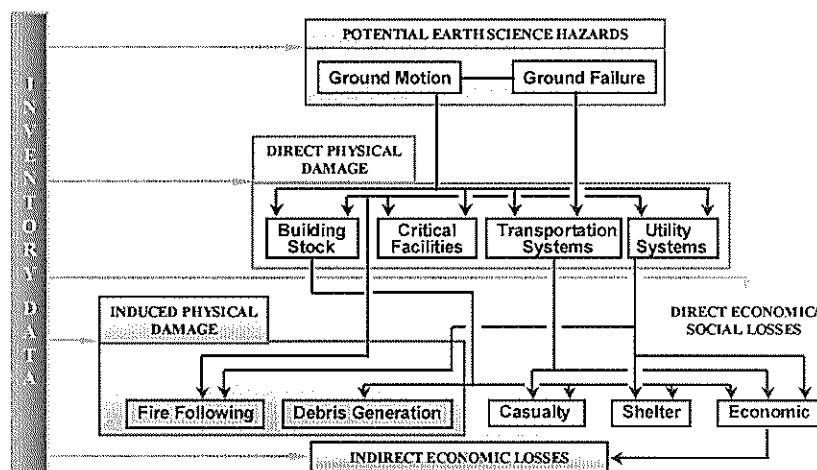 POTENTIAL EARTH SCIENCE HAZARDS
Ground Motion
Ground Failure
DIRECT PHYSICAL
DAMAGE
Building
Stock
Critical
Facilities
Transportation
Systems
Utility
Systems
INVENTORY DATA
INDUCED PHYSICAL
DAMAGE
DIRECT ECONOMIC/
SOCIAL LOSSES
Fire Following
Debris Generation
Casualty
Shelter
Economic
INDIRECT ECONOMIC LOSSES